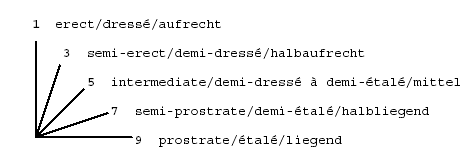 1 erect/dressé/aufrecht
3 semi-erect/demi-dressé/halbaufrecht
5 intermediate/demi-dressé à demi-étalé/mittel
7 semi-prostrate/demi-étalé/halbliegend
9 prostrate/étalé/liegend